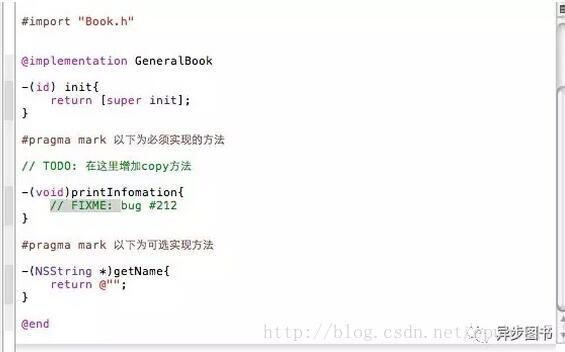 #import "Book.h"
@implementation GeneralBook
-(id) init{
return [super init];
}
#pragma mark 以下为必须实现的方法
// TODO: 在这里增加copy方法
-(void)printInfomation{
// FIXME: bug #212
}
#pragma mark 以下为可选实现方法
-(NSString *)getName{
return @"";
}
@end
http://blog.csdn.net/epub
异步图书